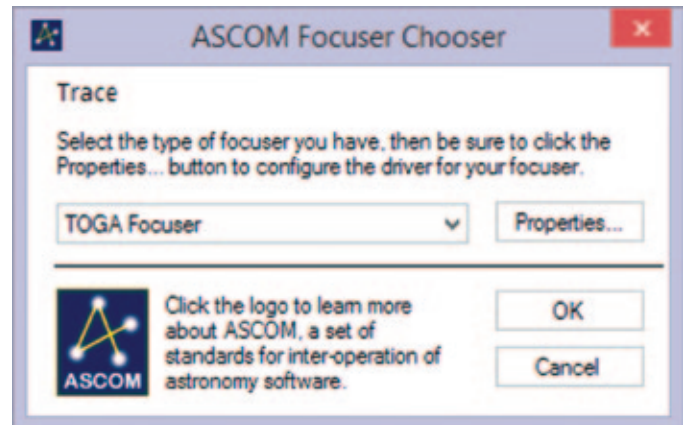 ASCOM Focuser Chooser
Trace
Select the type of focuser you have, then be sure to click the
Properties... button to configure the driver for your focuser.
TOGA Focuser
Properties...
Click the logo to learn more
about ASCOM, a set of
standards for inter-operation of
astronomy software.
ASCOM
OK
Cancel